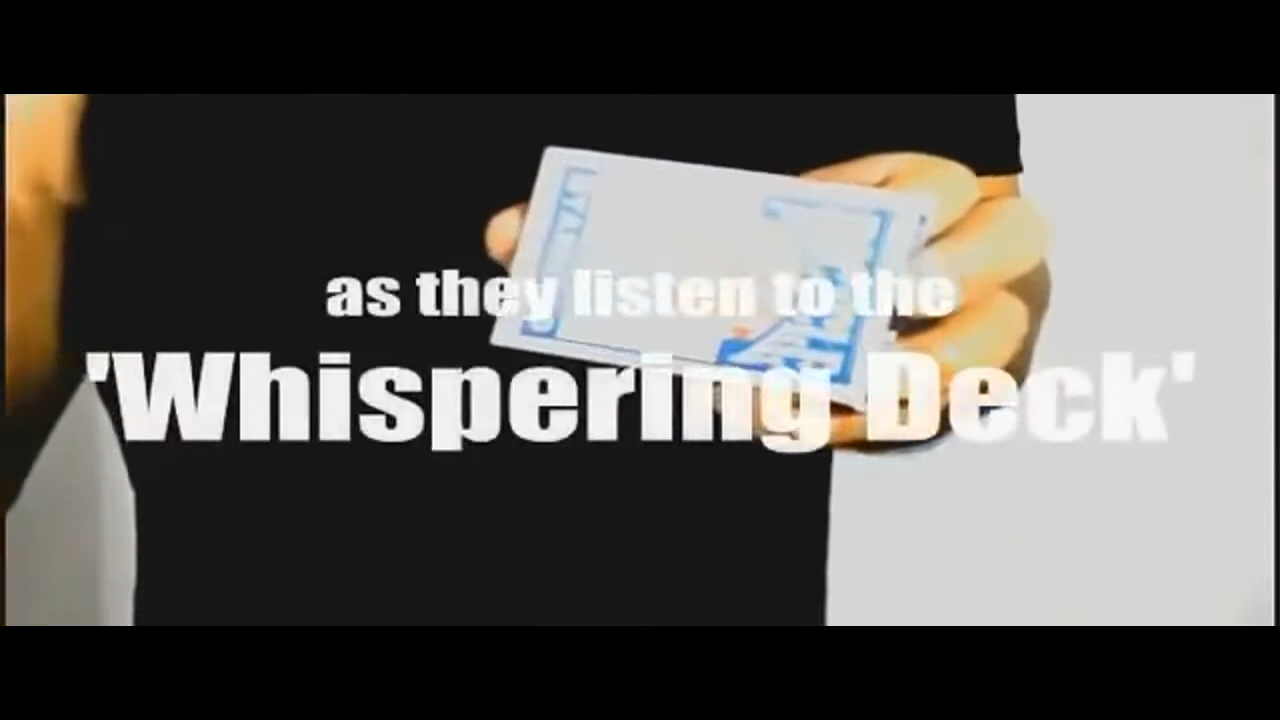 as they listen to the
'Whispering Deck'